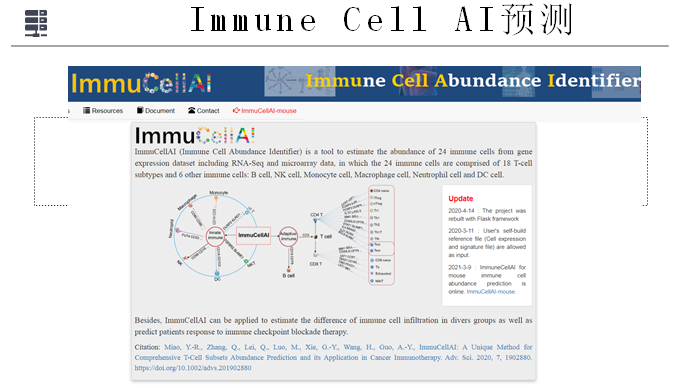 Immune Cell AI预测
ImmuCellAI
Immune Cell Abundance Identifier
Resources Document Contact ImmuCellAI-mouse
ImmuCellAI
ImmuCellAI (Immune Cell Abundance Identifier) is a tool to estimate the abundance of 24 immune cells from gene
expression dataset including RNA-Seq and microarray data, in which the 24 immune cells are comprised of 18 T-cell
subtypes and 6 other immune cells: B cell, NK cell, Monocyte cell, Macrophage cell, Neutrophil cell and DC cell.
Monocyte
Macrophage
Neutrophil
NK
DC
NKT
Innate
immune
ImmuCellAI
Adaptive
immune
B cell
CD4 T
T cell
CD8 T
CD4 naive
Update
2020-4-14 : The project was
rebuilt with Flask framework
2020-3-11 : User's self-build
reference file (Cell expression
and signature file) are allowed
as input.
2021-3-9 : ImmuneCellAI for
mouse immune cell
abundance prediction is
online. ImmuCellAI-mouse.
Besides, ImmuCellAI can be applied to estimate the difference of immune cell infiltration in divers groups as well as
predict patients response to immune checkpoint blockade therapy.
Citation: Miao, Y.-R., Zhang, Q., Lei, Q., Luo, M., Xie, G.-Y., Wang, H., Guo, A.-Y., ImmuCellAI: A Unique Method for
Comprehensive T-Cell Subsets Abundance Prediction and its Application in Cancer Immunotherapy. Adv. Sci. 2020, 7, 1902880.
https://doi.org/10.1002/advs.201902880